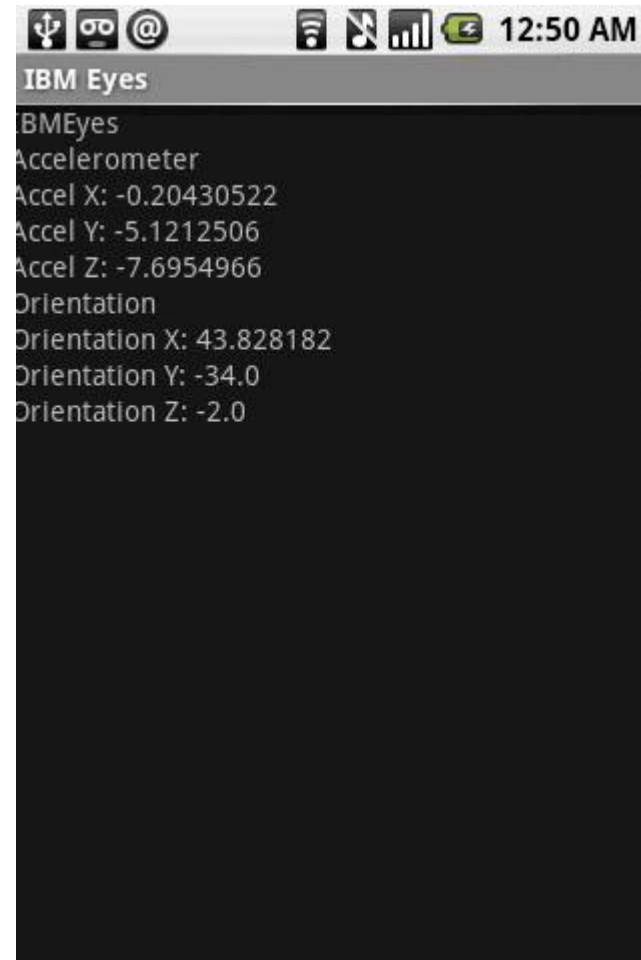 12:50 AM
IBM Eyes
IBMEyes
Accelerometer
Accel X: -0.20430522
Accel Y: -5.1212506
Accel Z: -7.6954966
Orientation
Orientation X: 43.828182
Orientation Y: -34.0
Orientation Z: -2.0